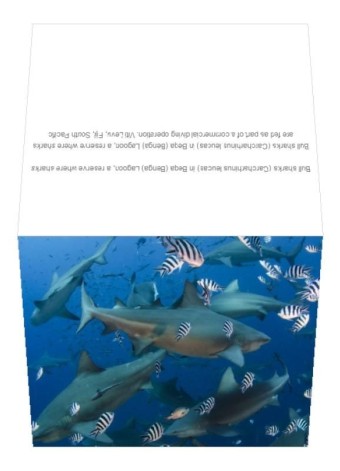 Bull sharks (Carcharhinus leucas) in Beqa (Benga) Lagoon, a reserve where sharks
Bull sharks (Carcharhinus leucas) in Beqa (Benga) Lagoon, a reserve where sharks
are fed as part of a commercial diving operation. Viti Levu, Fiji, South Pacific